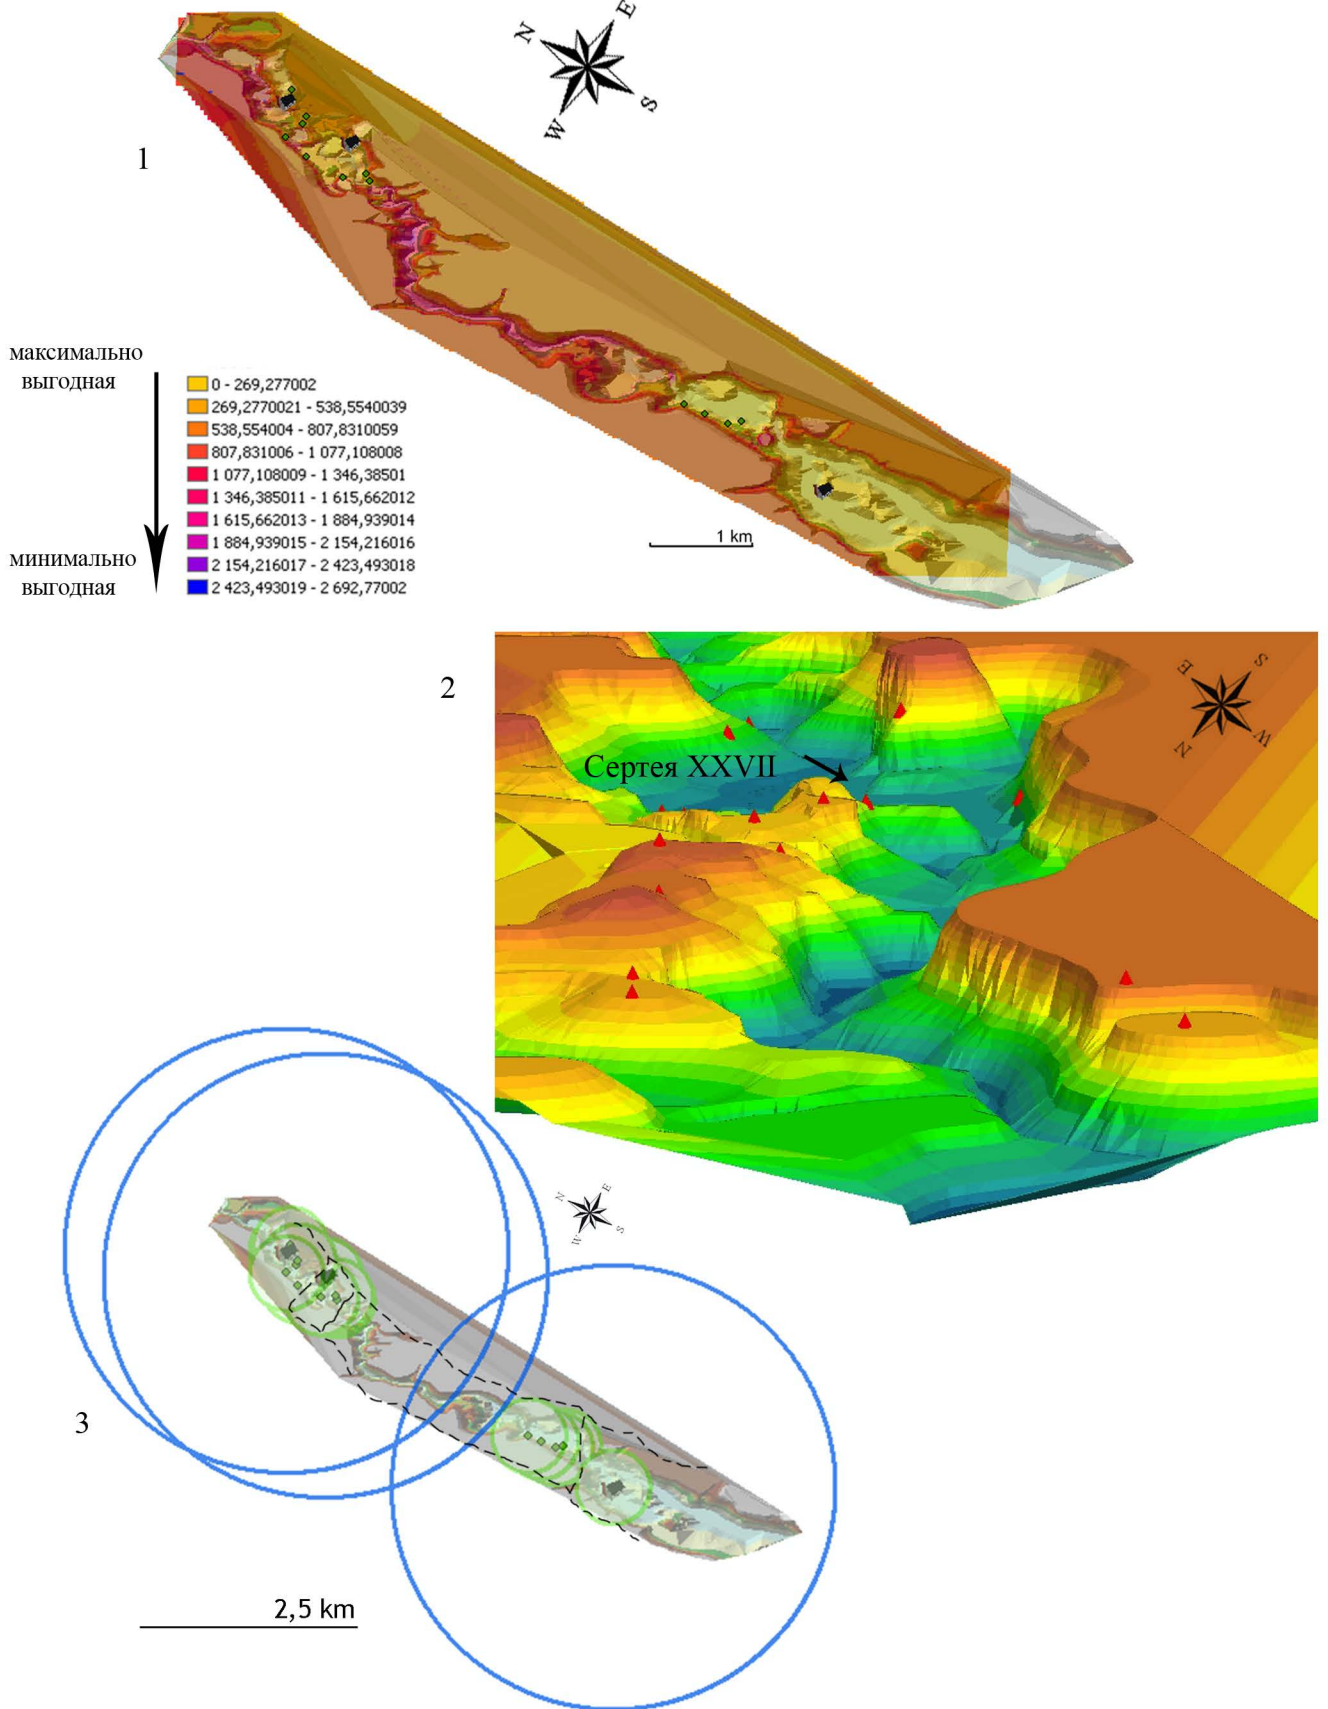 N
E
W
S
1
максимально
выгодная
0 - 269,277002
269,2770021 - 538,5540039
538,554004 - 807,8310059
807,831006 - 1 077,108008
1 077,108009 - 1 346,38501
1 346,385011 - 1 615,662012
1 615,662013 - 1 884,939014
1 884,939015 - 2 154,216016
2 154,216017 - 2 423,493018
2 423,493019 - 2 692,77002
минимально
выгодная
1 km
2
E
S
N
W
Сертея XXVII
N
E
W
S
3
2,5 km